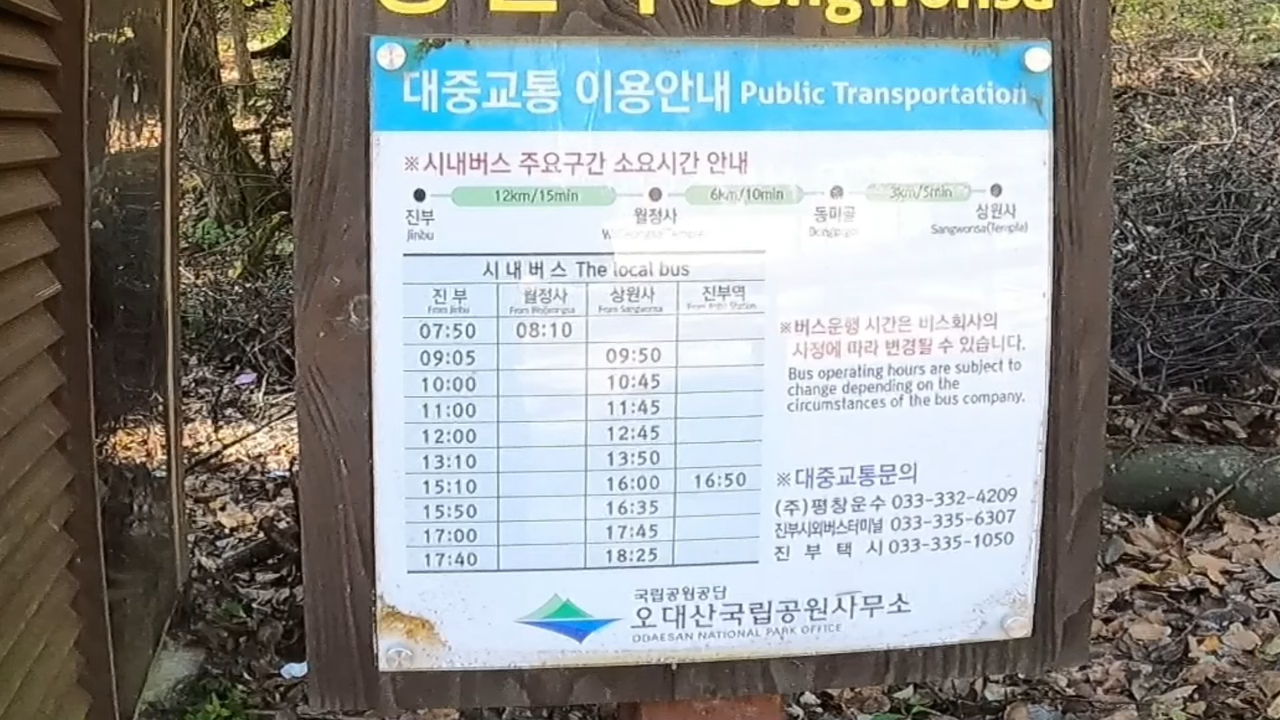 Sangwonsa
대중교통 이용안내 Public Transportation
※시내버스 주요구간 소요시간 안내
12km/15min 6km/10min 3km/5min
진부 월정사 동피골 상원사
Jinbu Sangwonsa(Temple)
시내버스 The local bus
진 부 월정사 상원사 진부역
From Jinbu From Woljeongsa From Sangwonsa From Jinbu Station
07:50 08:10
09:05 09:50
10:00 10:45
11:00 11:45
12:00 12:45
13:10 13:50
15:10 16:00 16:50
15:50 16:35
17:00 17:45
17:40 18:25
※버스운행 시간은 버스회사의
사정에 따라 변경될 수 있습니다.
Bus operating hours are subject to
change depending on the
circumstances of the bus company.
※대중교통문의
(주)평창운수 033-332-4209
진부시외버스터미널 033-335-6307
진 부 택 시 033-335-1050
국립공원공단
오대산국립공원사무소
ODAESAN NATIONAL PARK OFFICE